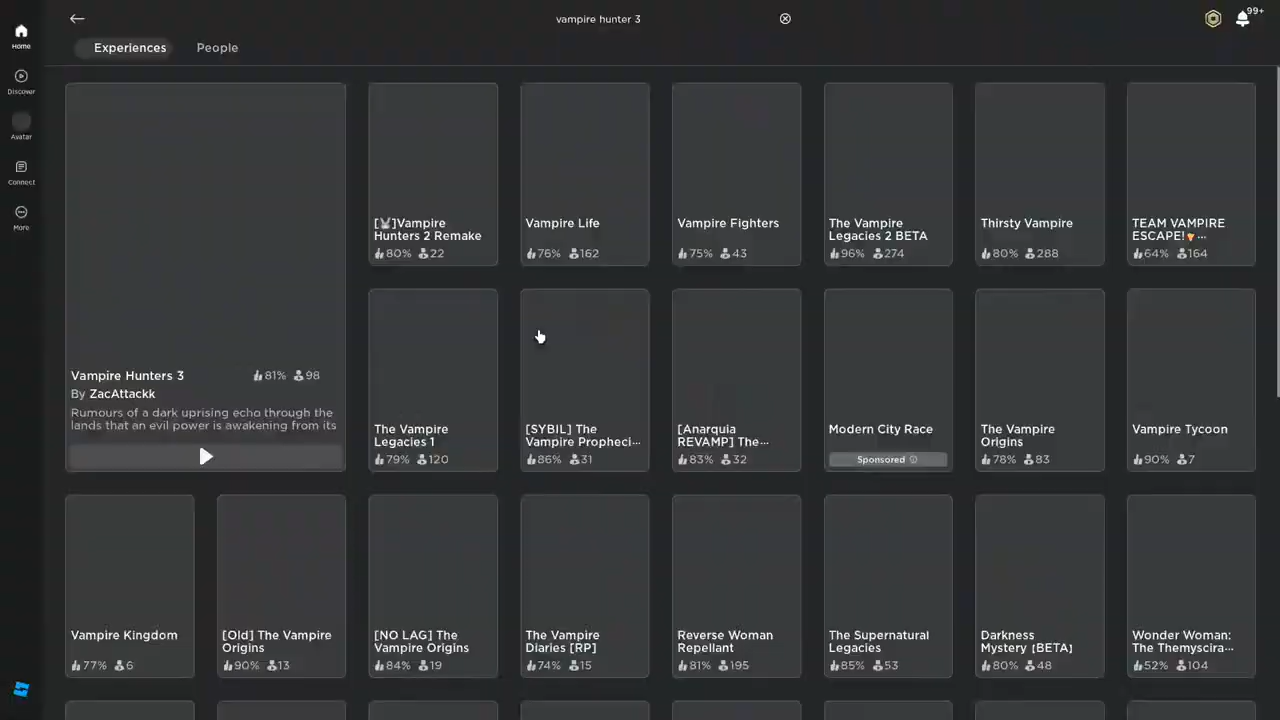 vampire hunter 3
99+
Home
Discover
Avatar
Connect
More
Experiences
People
Vampire Hunters 3
81% 98
By ZacAttackk
Rumours of a dark uprising echo through the
lands that an evil power is awakening from its
[🐰]Vampire
Hunters 2 Remake
80% 22
Vampire Life
76% 162
Vampire Fighters
75% 43
The Vampire
Legacies 2 BETA
96% 274
Thirsty Vampire
80% 288
TEAM VAMPIRE
ESCAPE!🍕...
64% 164
The Vampire
Legacies 1
79% 120
[SYBIL] The
Vampire Propheci...
86% 31
[Anarquia
REVAMP] The...
83% 32
Modern City Race
Sponsored
The Vampire
Origins
78% 83
Vampire Tycoon
90% 7
Vampire Kingdom
77% 6
[Old] The Vampire
Origins
90% 13
[NO LAG] The
Vampire Origins
84% 19
The Vampire
Diaries [RP]
74% 15
Reverse Woman
Repellant
81% 195
The Supernatural
Legacies
85% 53
Darkness
Mystery [BETA]
80% 48
Wonder Woman:
The Themyscira...
52% 104